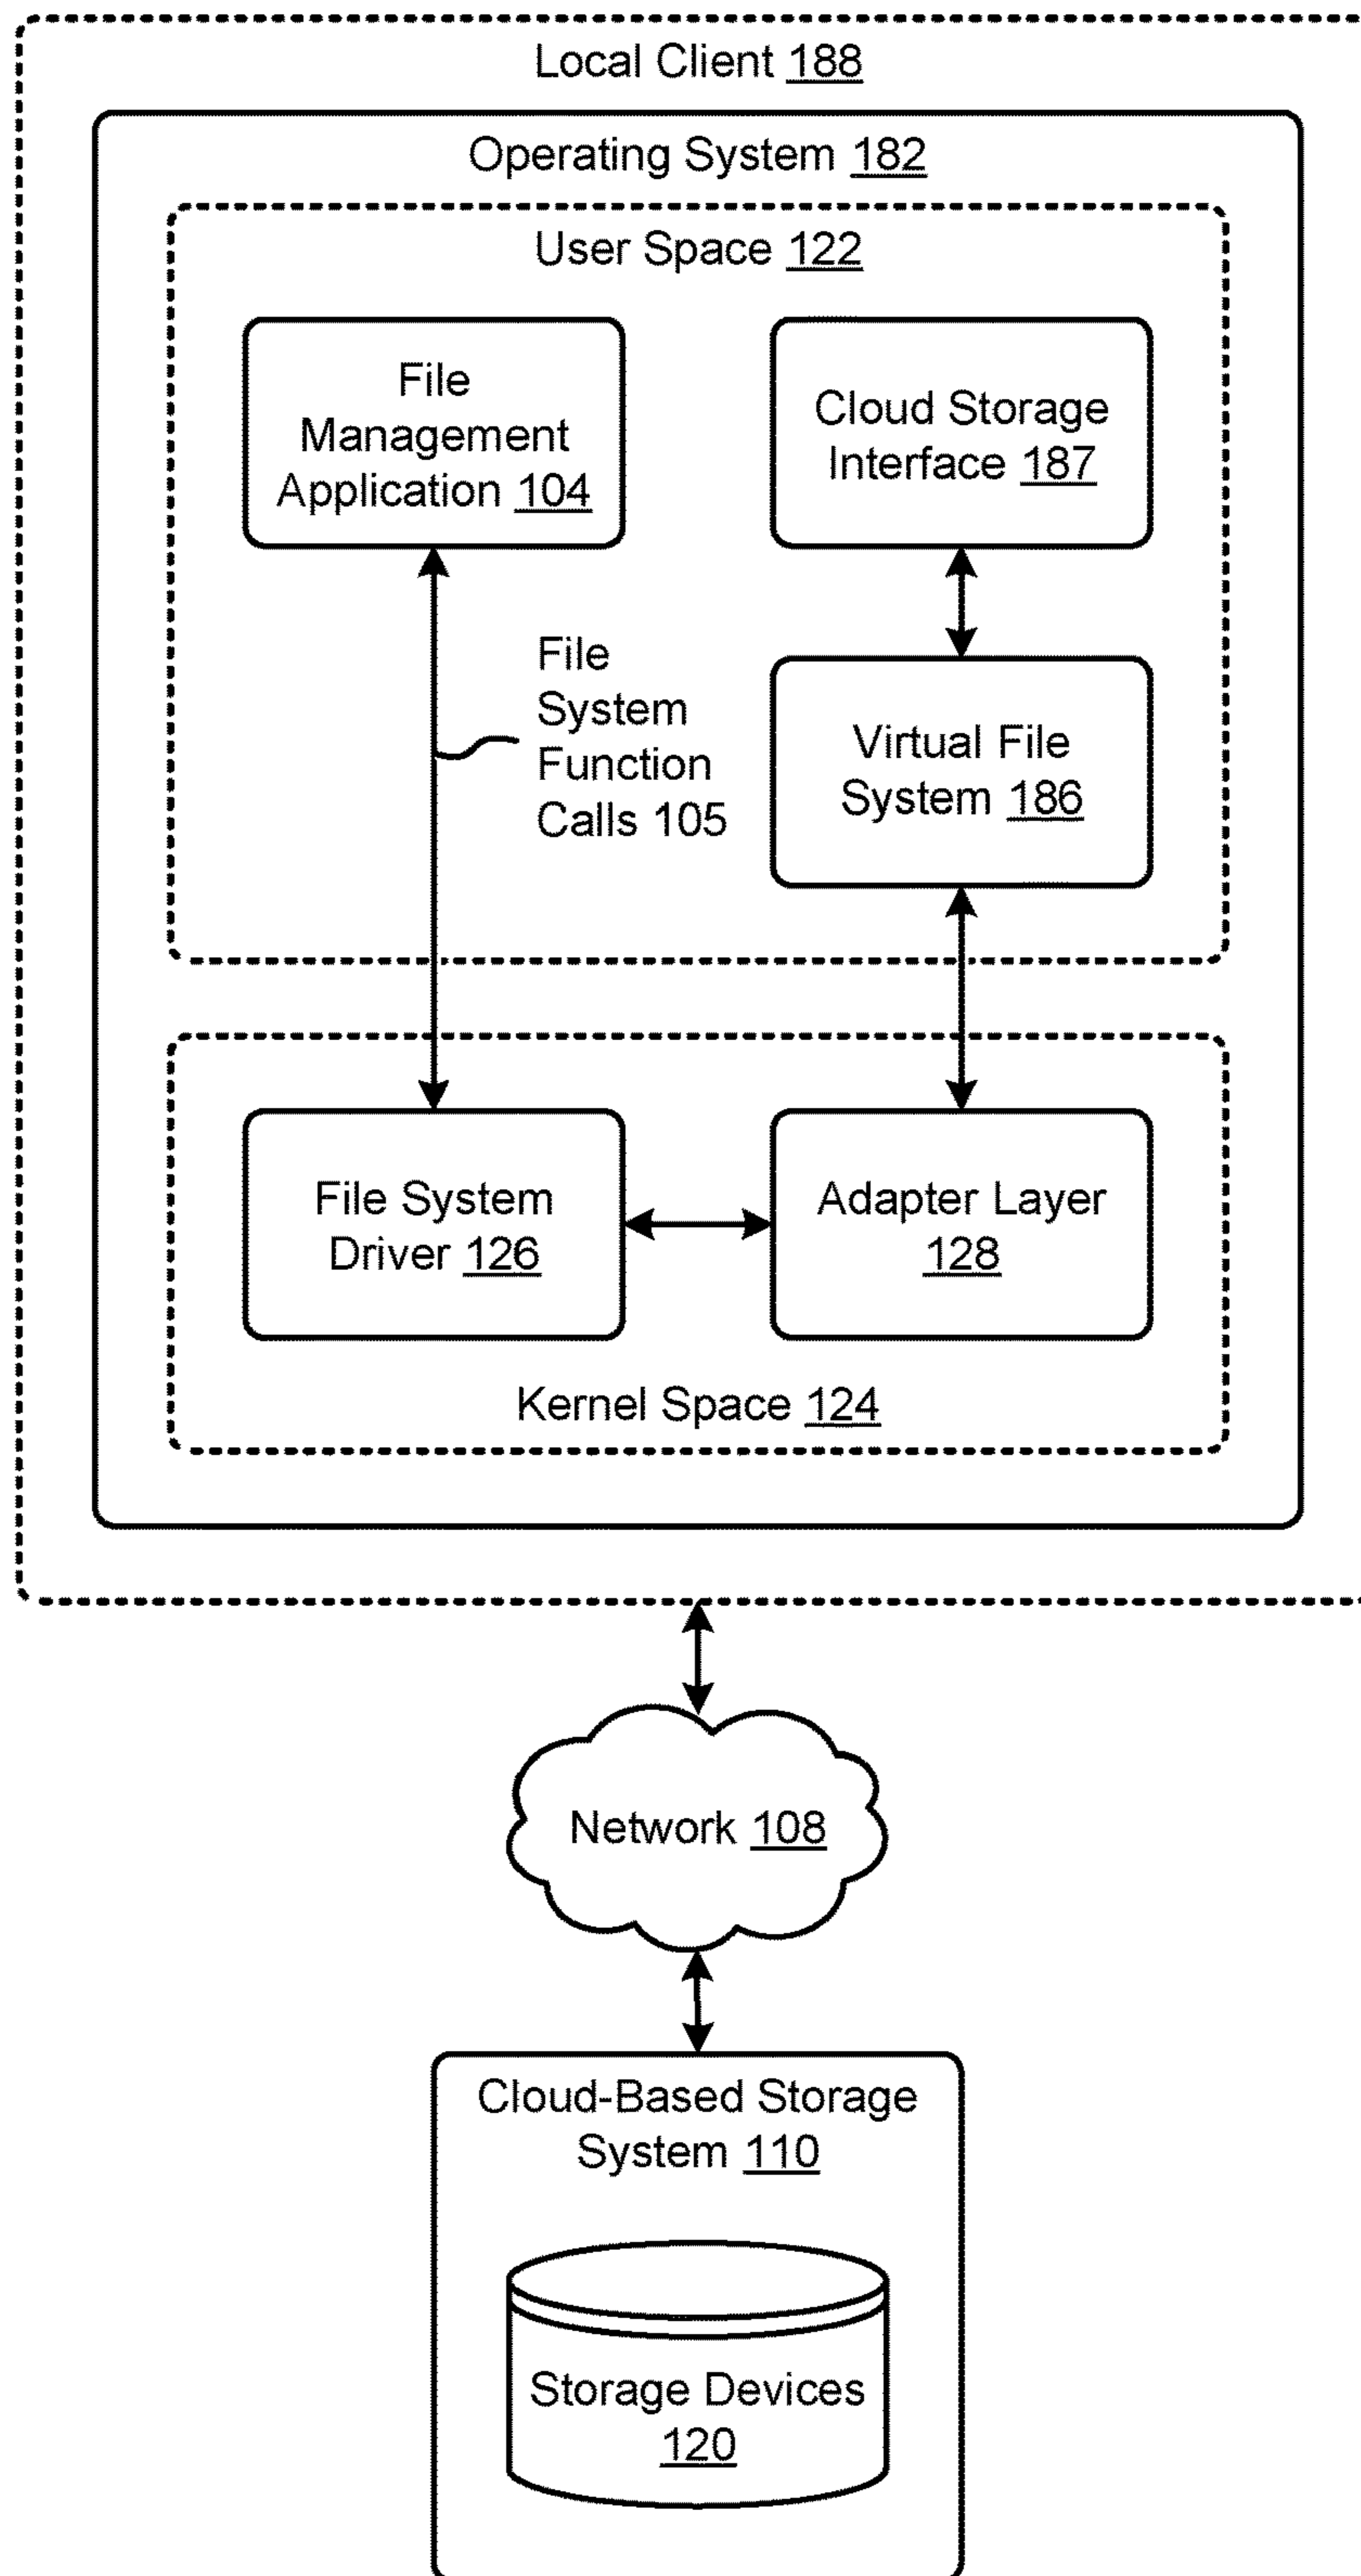 Local Client 188
Operating System 182
User Space 122
File
Management
Application 104
Cloud Storage
Interface 187
File
System
Function
Calls 105
Virtual File
System 186
File System
Driver 126
Adapter Layer
128
Kernel Space 124
Network 108
Cloud-Based Storage
System 110
Storage Devices
120